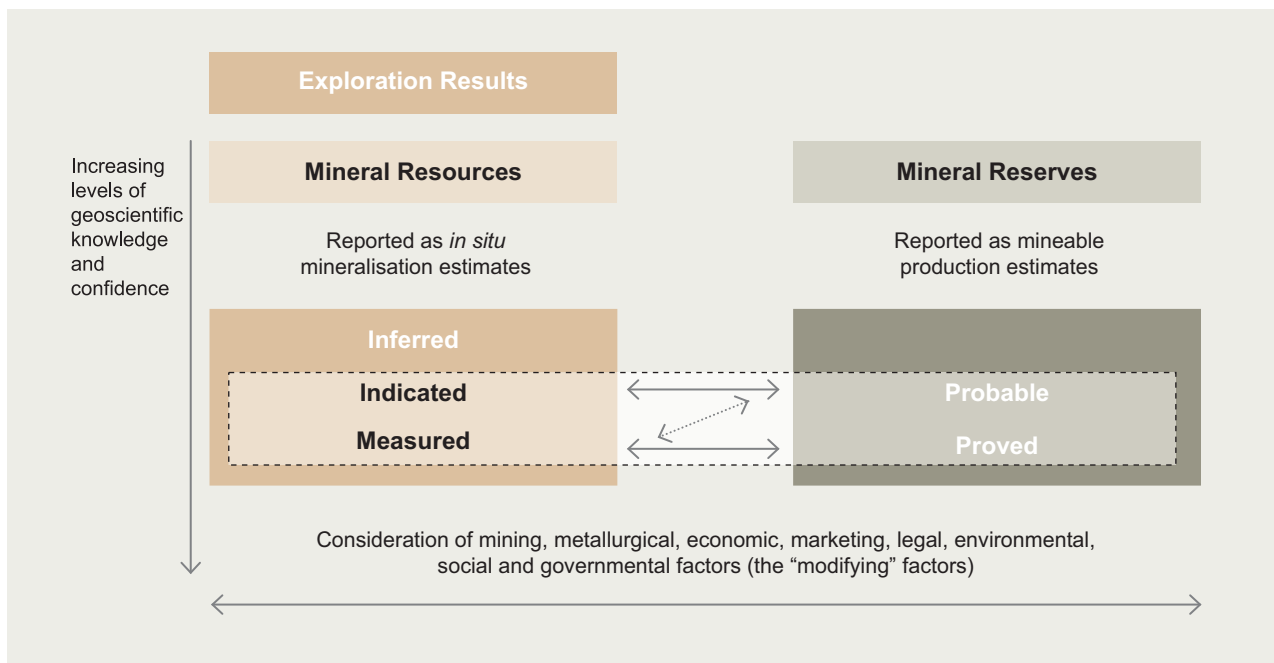 Exploration Results
Increasing
levels of
geoscientific
knowledge
and
confidence
Mineral Resources
Mineral Reserves
Reported as in situ
mineralisation estimates
Reported as mineable
production estimates
Inferred
Indicated
Measured
Probable
Proved
Consideration of mining, metallurgical, economic, marketing, legal, environmental,
social and governmental factors (the “modifying” factors)